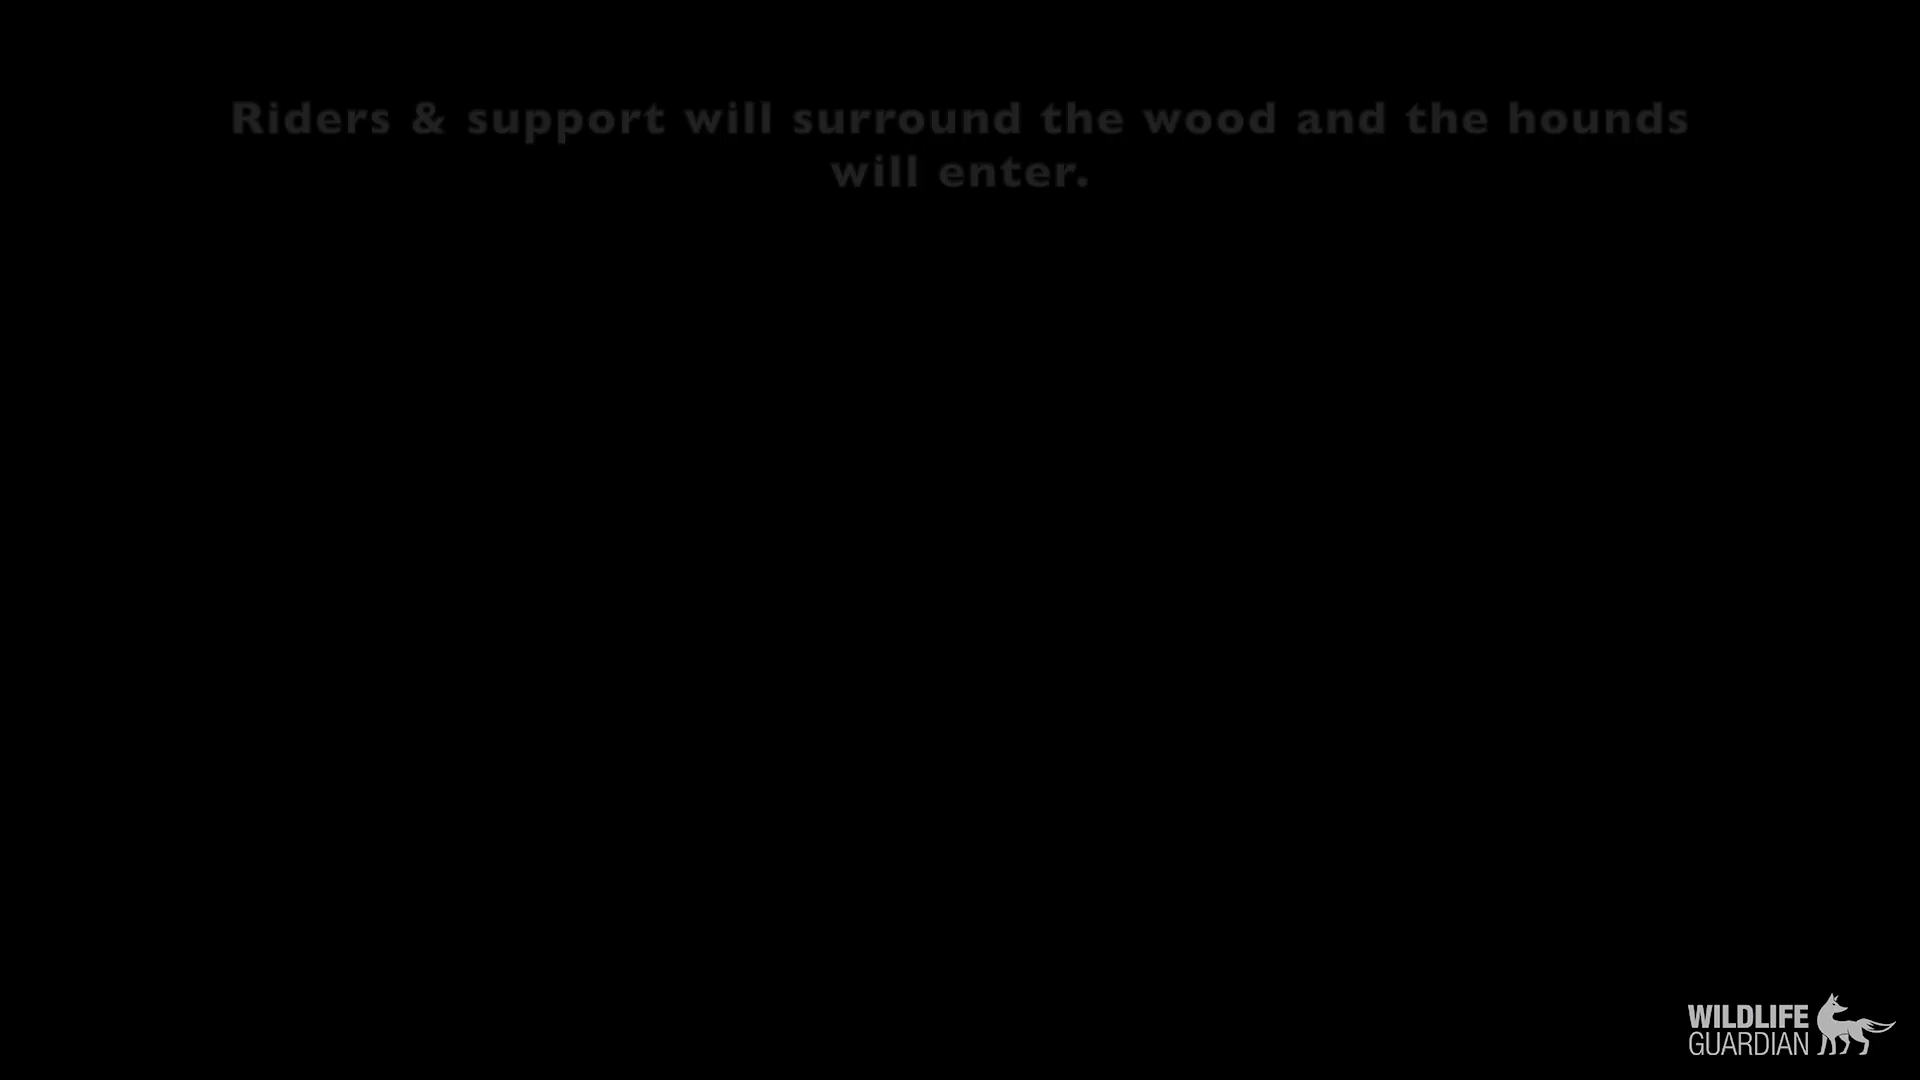 Riders & support will surround the wood and the hounds
will enter.
WILDLIFE
GUARDIAN